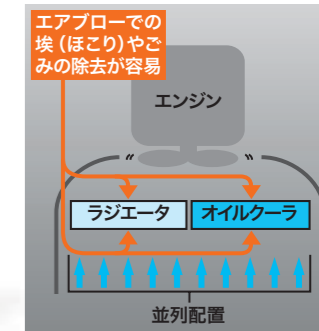 エアブローでの
埃（ほこり）やご
みの除去が容易
エンジン
ラジエータ
オイルクーラ
並列配置